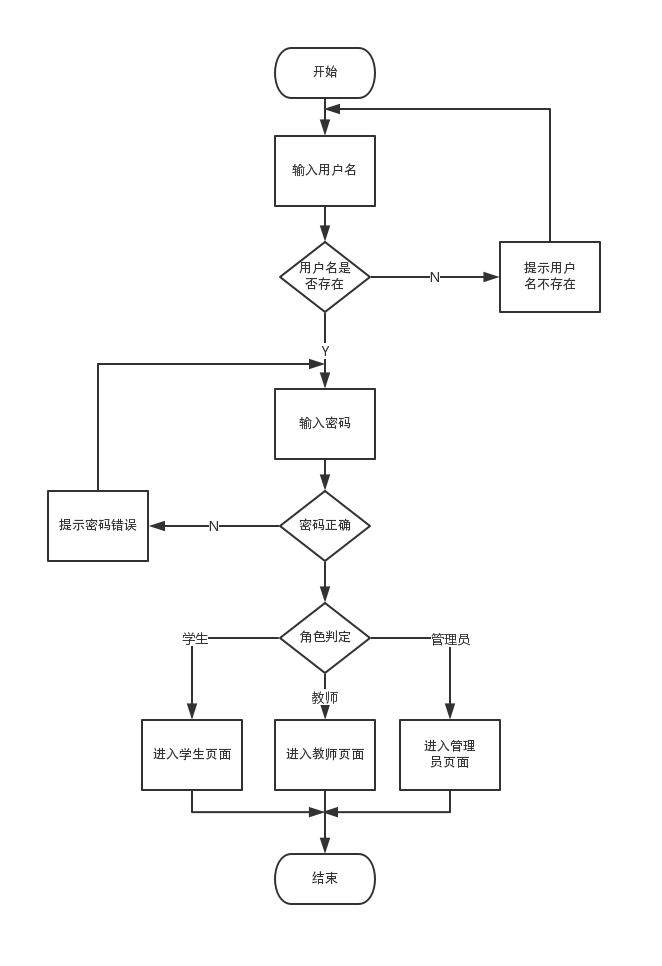 开始
输入用户名
用户名是
否存在
N
提示用户
名不存在
Y
输入密码
提示密码错误
N
密码正确
学生
角色判定
管理员
教师
进入学生页面
进入教师页面
进入管理
员页面
结束